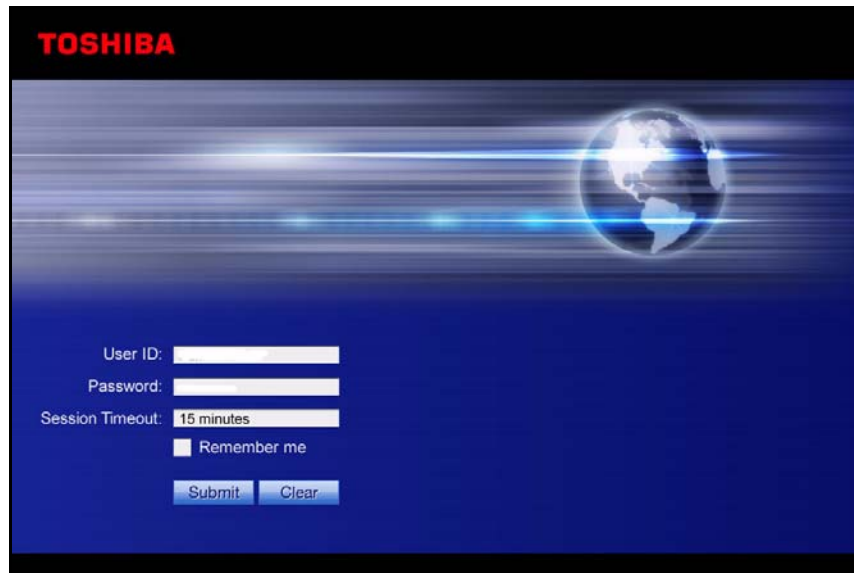 TOSHIBA
User ID:
Password:
Session Timeout: 15 minutes
Remember me
Submit Clear